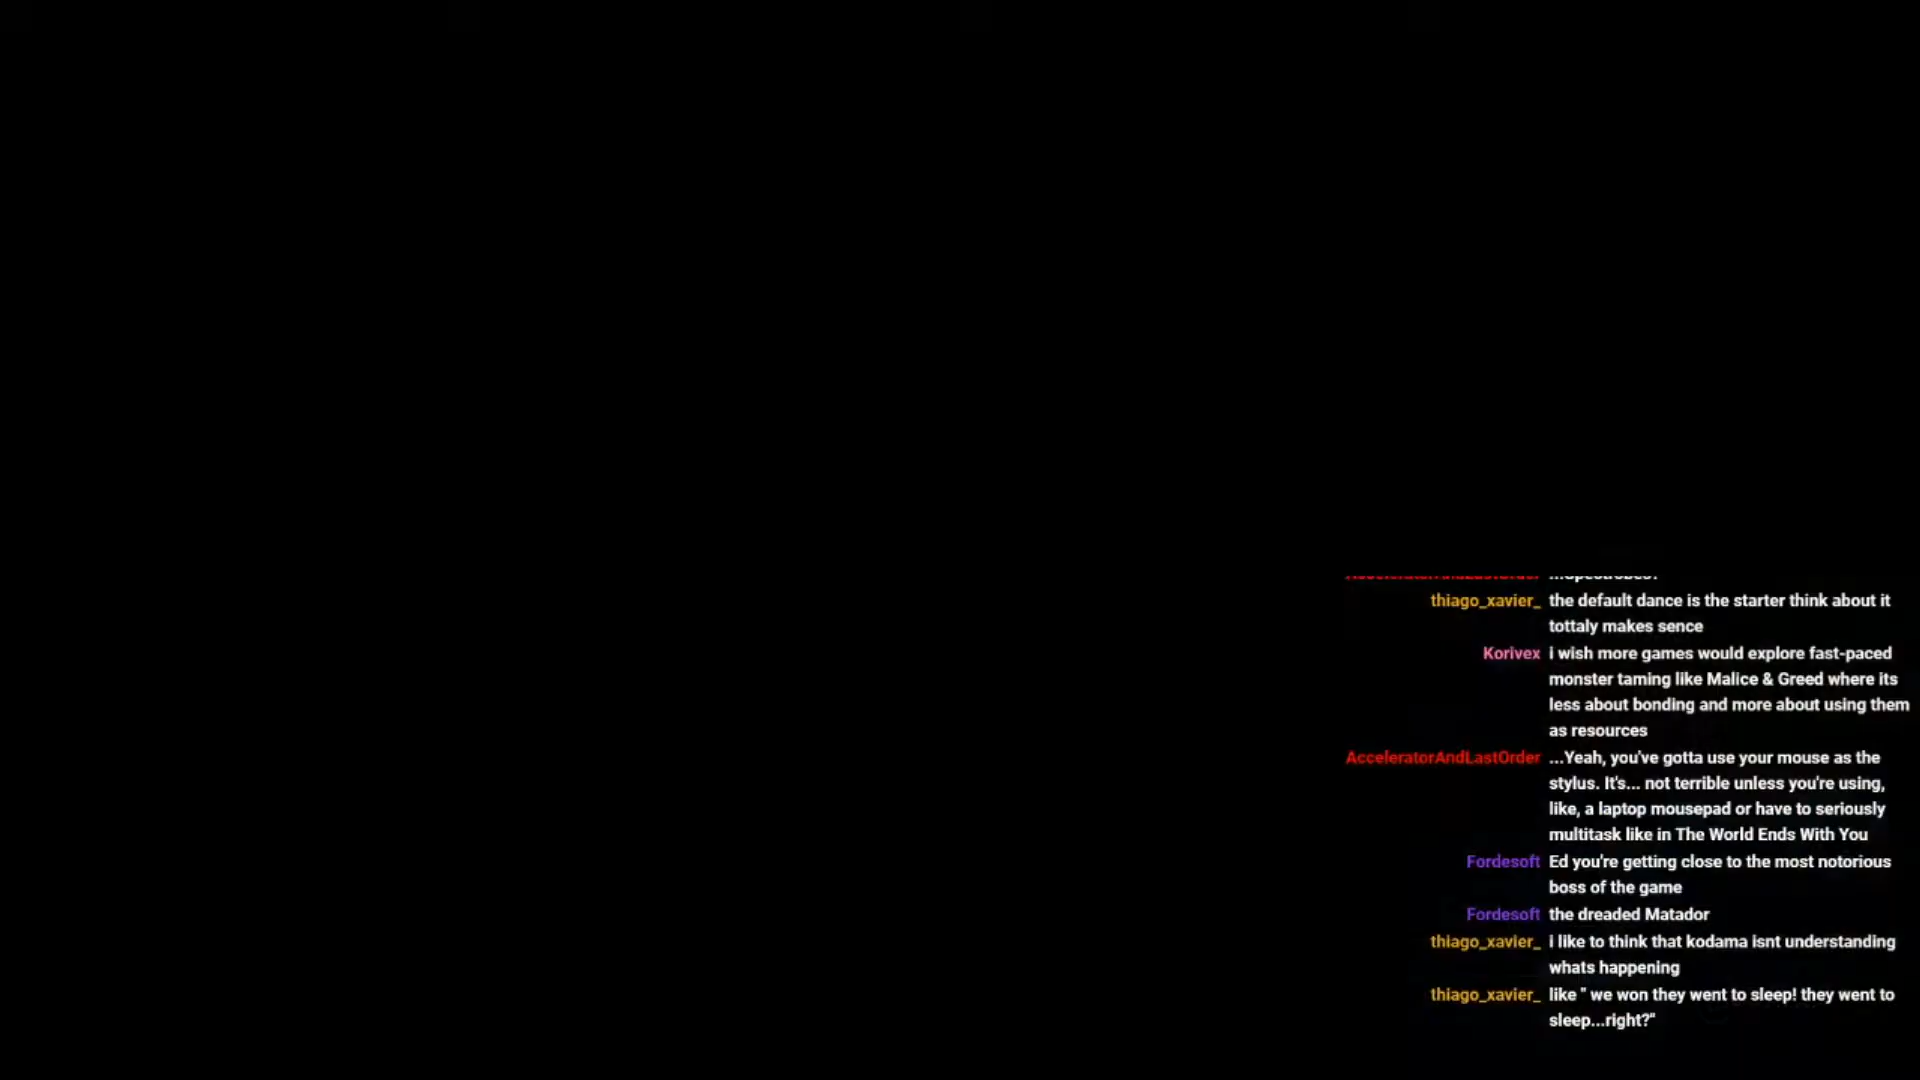 ...Spectrobes?
thiago_xavier_ the default dance is the starter think about it
tottaly makes sence
Korivex i wish more games would explore fast-paced
monster taming like Malice & Greed where its
less about bonding and more about using them
as resources
AcceleratorAndLastOrder ...Yeah, you've gotta use your mouse as the
stylus. It's... not terrible unless you're using,
like, a laptop mousepad or have to seriously
multitask like in The World Ends With You
Fordesoft Ed you're getting close to the most notorious
boss of the game
Fordesoft the dreaded Matador
thiago_xavier_ i like to think that kodama isnt understanding
whats happening
thiago_xavier_ like " we won they went to sleep! they went to
sleep...right?"